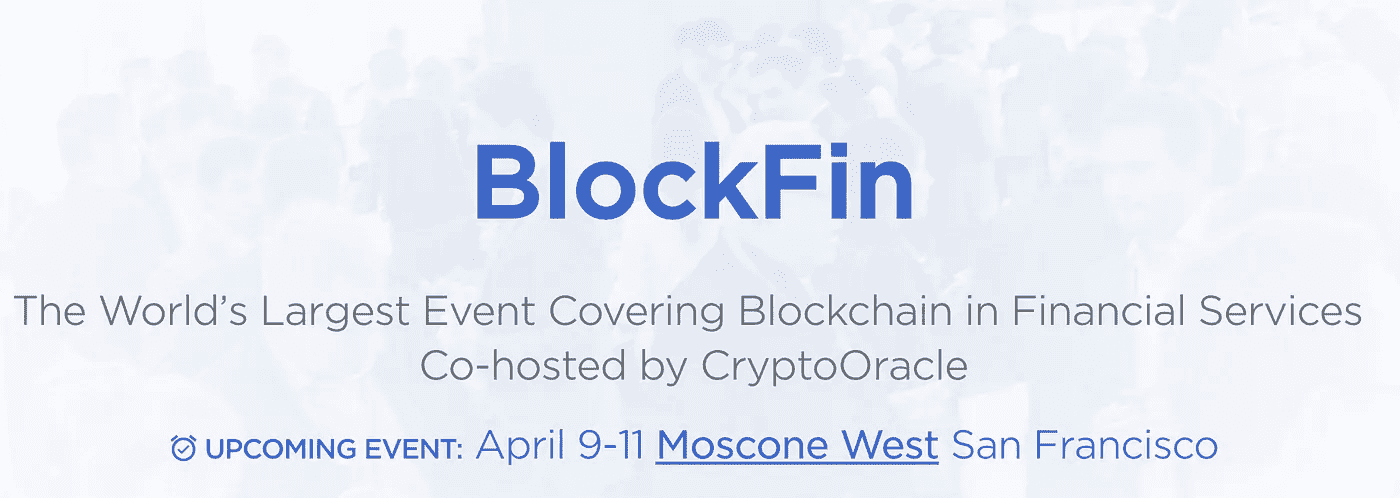 BlockFin
The World's Largest Event Covering Blockchain in Financial Services
Co-hosted by CryptoOracle
UPCOMING EVENT: April 9-11 Moscone West San Francisco